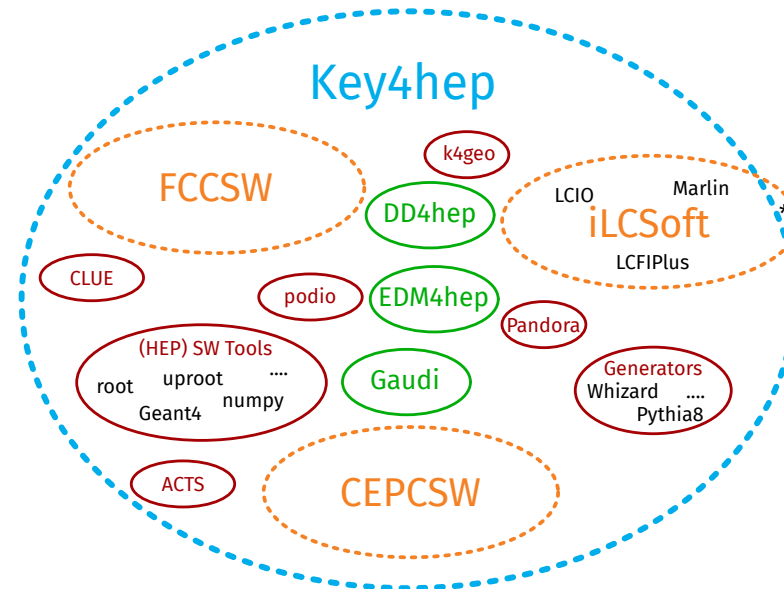 Key4hep
k4geo
FCCSW
DD4hep
LCIO
Marlin
*
iLCSoft
LCFIPlus
CLUE
podio
EDM4hep
Pandora
(HEP) SW Tools
root
uproot
....
Geant4
numpy
Gaudi
Generators
Whizard
....
Pythia8
ACTS
CEPCSW